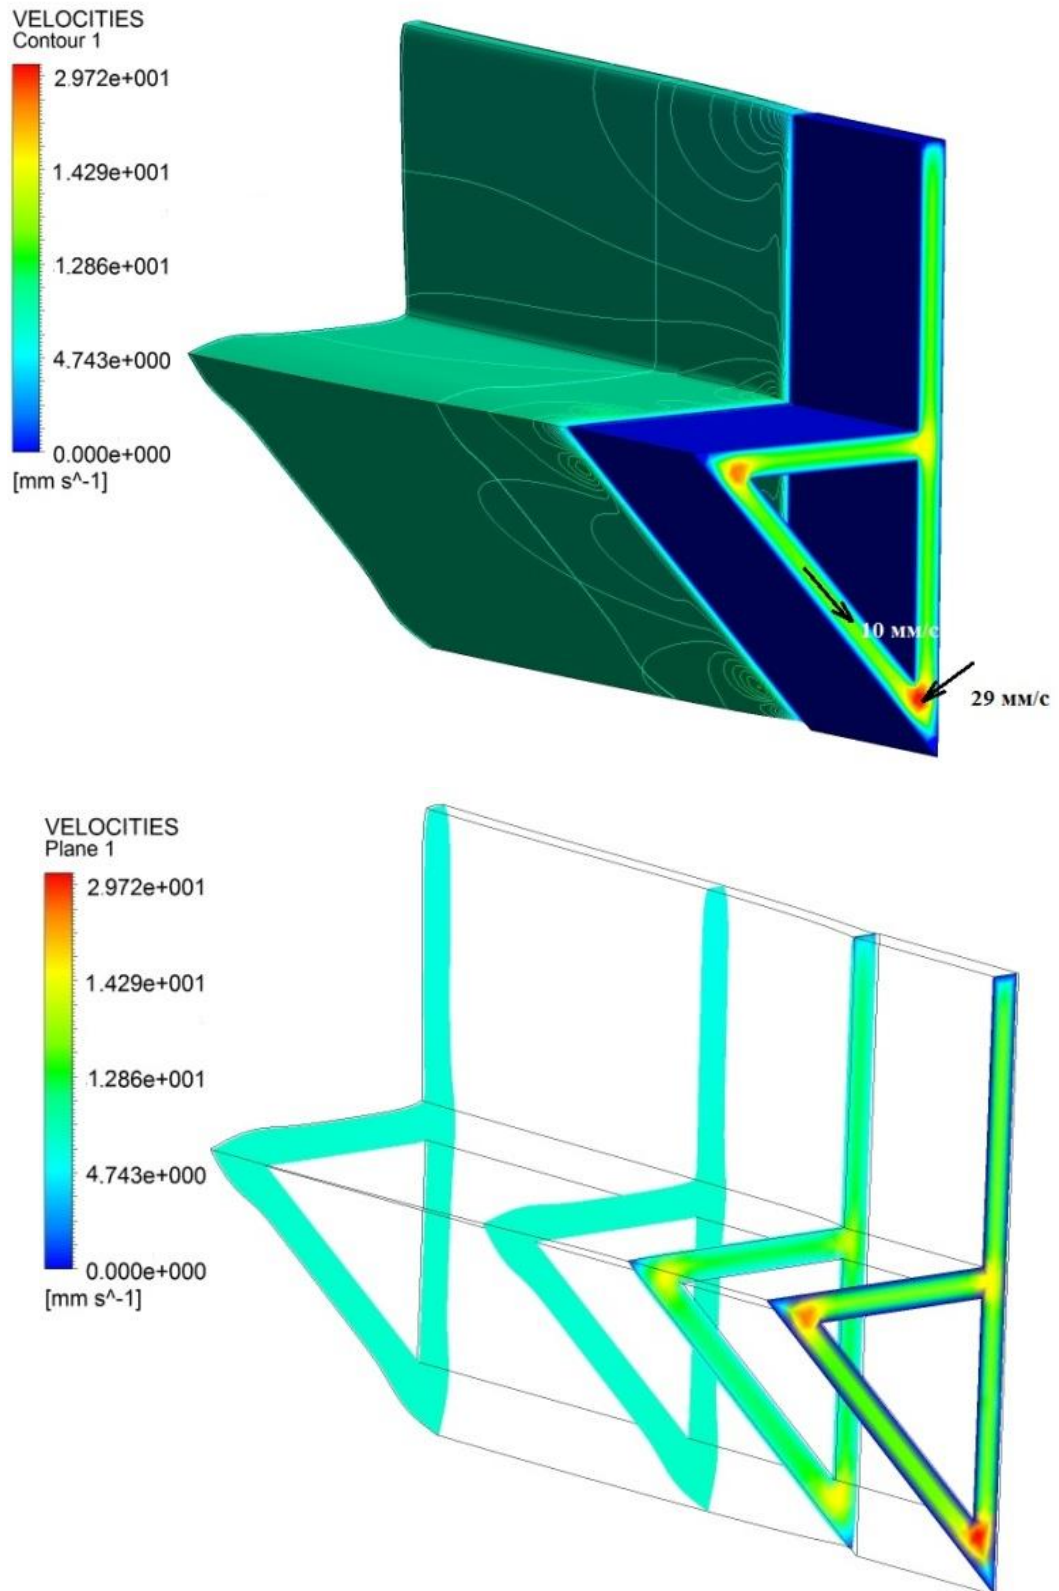 VELOCITIES
Contour 1
2.972e+001
1.429e+001
1.286e+001
4.743e+000
0.000e+000
[mm s^-1]
10 мм/с
29 мм/с
VELOCITIES
Plane 1
2.972e+001
1.429e+001
1.286e+001
4.743e+000
0.000e+000
[mm s^-1]